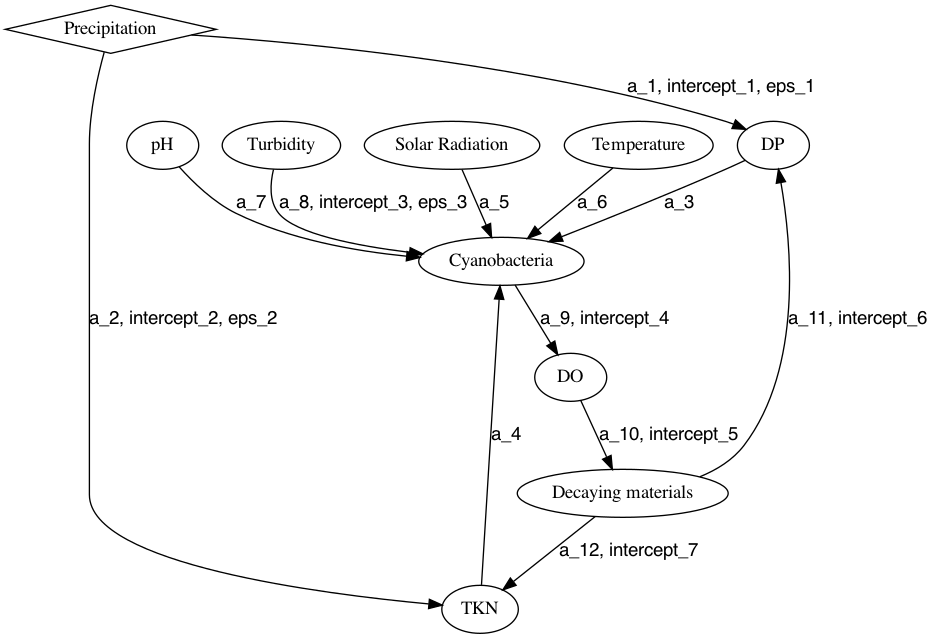 Precipitation
a_1, intercept_1, eps_1
pH
Turbidity
Solar Radiation
Temperature
DP
a_7
a_8, intercept_3, eps_3
a_5
a_6
a_3
Cyanobacteria
a_2, intercept_2, eps_2
a_9, intercept_4
a_11, intercept_6
DO
a_4
a_10, intercept_5
Decaying materials
a_12, intercept_7
TKN